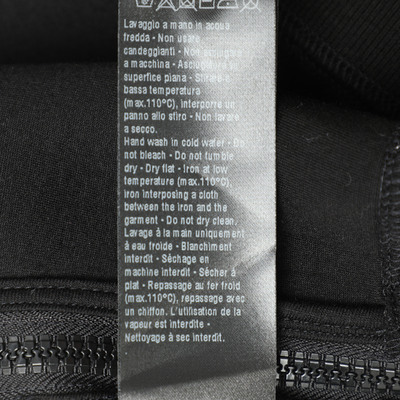 Lavaggio a mano in acqua
fredda - Non usare
candeggianti - Non asciugare
a macchina - Asciugare su
superfice piana - Stirare a
bassa temperatura
(max.110°C), interporre un
panno allo stiro - Non lavare
a secco.
Hand wash in cold water - Do
not bleach - Do not tumble
dry - Dry flat - Iron at low
temperature (max.110°C),
iron interposing a cloth
between the iron and the
garment - Do not dry clean.
Lavage à la main uniquement
à eau froide - Blanchiment
interdit - Séchage en
machine interdit - Sécher à
plat - Repassage au fer froid
(max.110°C), repassage avec
un chiffon. L'utilisation de la
vapeur est interdite -
Nettoyage à sec interdit.